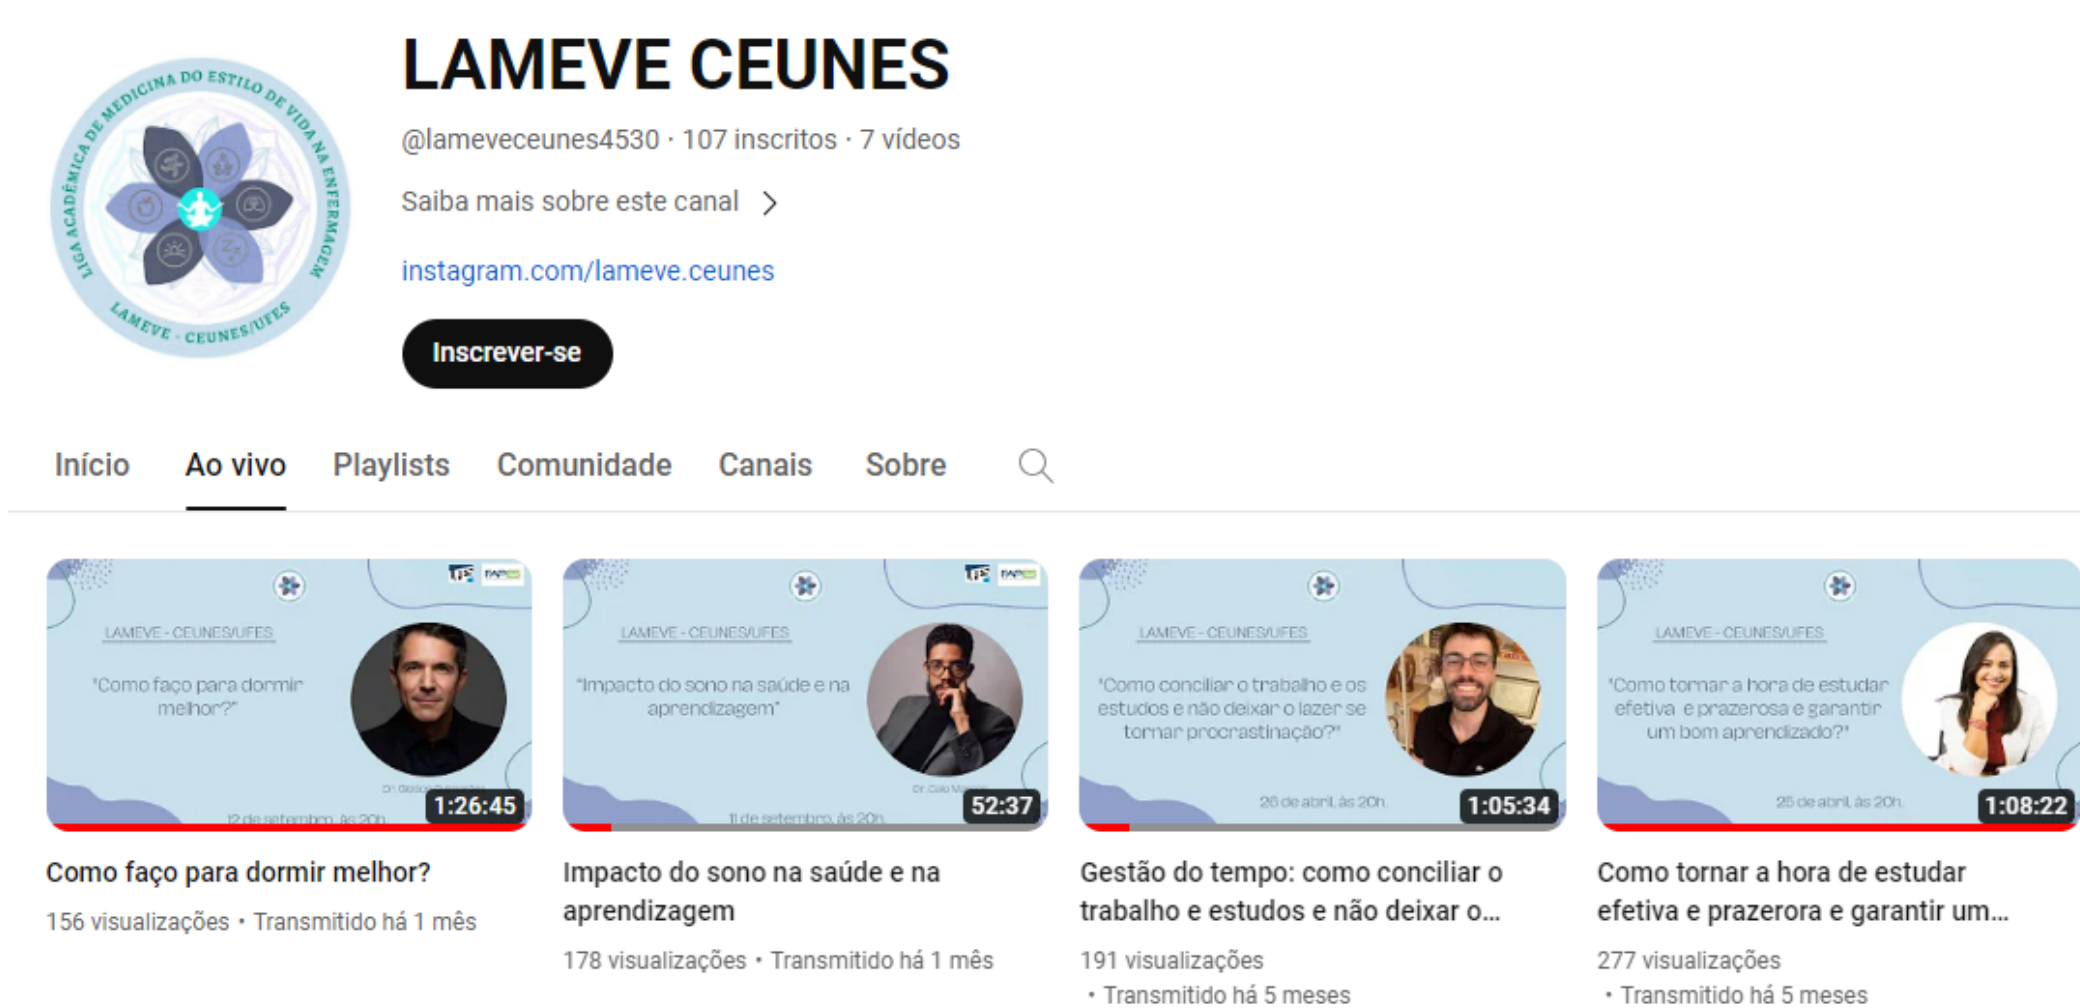 LIGA ACADÊMICA DE MEDICINA DO ESTILO DE VIDA NA ENFERMAGEM
LAMEVE - CEUNES/UFES
LAMEVE CEUNES
@lameveceunes4530 · 107 inscritos · 7 vídeos
Saiba mais sobre este canal
instagram.com/lameve.ceunes
Inscrever-se
Início Ao vivo Playlists Comunidade Canais Sobre
LAMEVE - CEUNES/UFES
"Como faço para dormir
melhor?"
12 de setembro, às 20h
1:26:45
Como faço para dormir melhor?
156 visualizações • Transmitido há 1 mês
LAMEVE - CEUNES/UFES
"Impacto do sono na saúde e na
aprendizagem"
11 de setembro, às 20h
52:37
Impacto do sono na saúde e na
aprendizagem
178 visualizações • Transmitido há 1 mês
LAMEVE - CEUNES/UFES
"Como conciliar o trabalho e os
estudos e não deixar o lazer se
tornar procrastinação?"
26 de abril, às 20h.
1:05:34
Gestão do tempo: como conciliar o
trabalho e estudos e não deixar o...
191 visualizações
• Transmitido há 5 meses
LAMEVE - CEUNES/UFES
"Como tornar a hora de estudar
efetiva e prazerosa e garantir
um bom aprendizado?"
25 de abril, às 20h.
1:08:22
Como tornar a hora de estudar
efetiva e prazerora e garantir um...
277 visualizações
• Transmitido há 5 meses